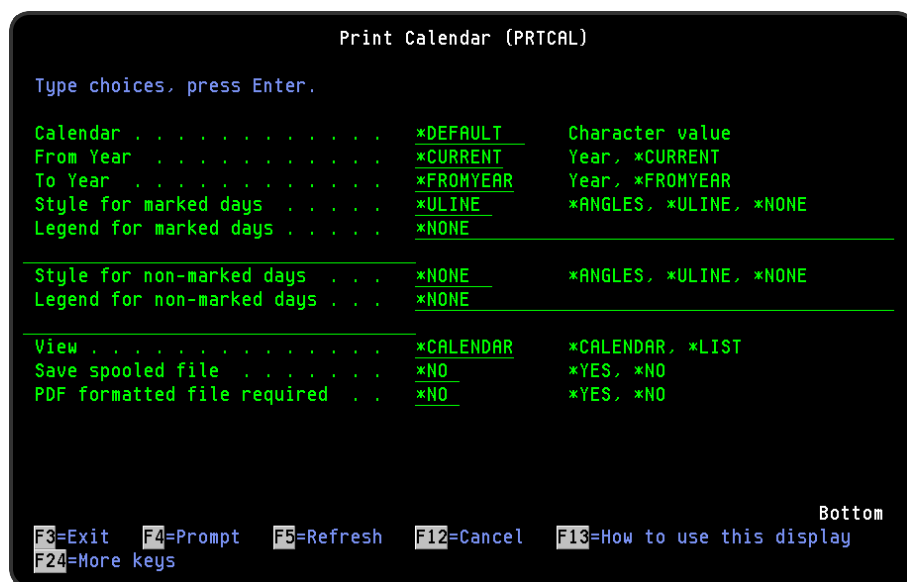 Print Calendar (PRTCAL)
Type choices, press Enter.
Calendar . . . . . . . . . . . . *DEFAULT Character value
From Year . . . . . . . . . . . *CURRENT Year, *CURRENT
To Year . . . . . . . . . . . . *FROMYEAR Year, *FROMYEAR
Style for marked days . . . . . *ULINE *ANGLES, *ULINE, *NONE
Legend for marked days . . . . . *NONE
Style for non-marked days . . . *NONE *ANGLES, *ULINE, *NONE
Legend for non-marked days . . . *NONE
View . . . . . . . . . . . . . . *CALENDAR *CALENDAR, *LIST
Save spooled file . . . . . . . *NO *YES, *NO
PDF formatted file required . . *NO *YES, *NO
Bottom
F3=Exit F4=Prompt F5=Refresh F12=Cancel F13=How to use this display
F24=More keys